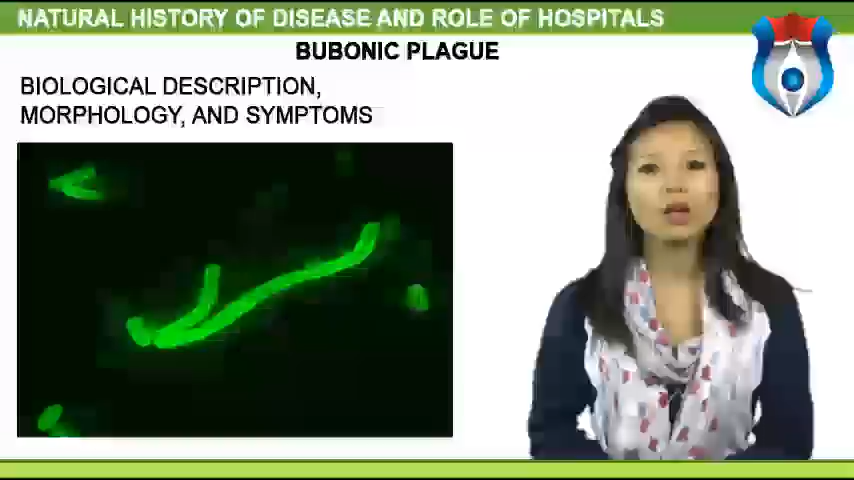 NATURAL HISTORY OF DISEASE AND ROLE OF HOSPITALS
BUBONIC PLAGUE
BIOLOGICAL DESCRIPTION,
MORPHOLOGY, AND SYMPTOMS